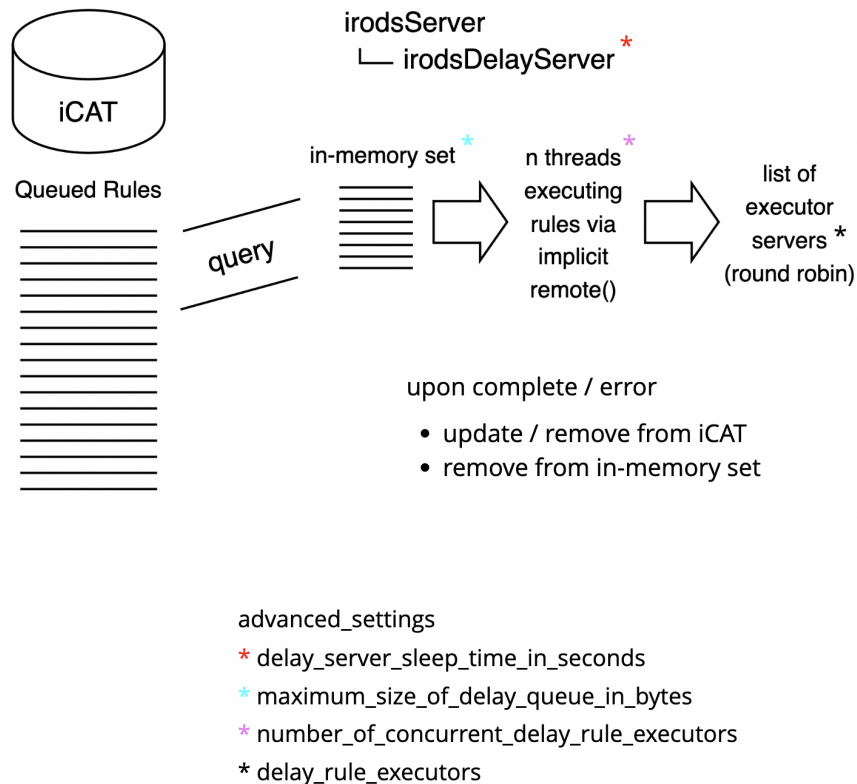 irodsServer
irodsDelayServer *
iCAT
Queued Rules
query
in-memory set *
n threads *
executing
rules via
implicit
remote()
list of
executor
servers *
(round robin)
upon complete / error
• update / remove from iCAT
• remove from in-memory set
advanced_settings
* delay_server_sleep_time_in_seconds
* maximum_size_of_delay_queue_in_bytes
* number_of_concurrent_delay_rule_executors
* delay_rule_executors